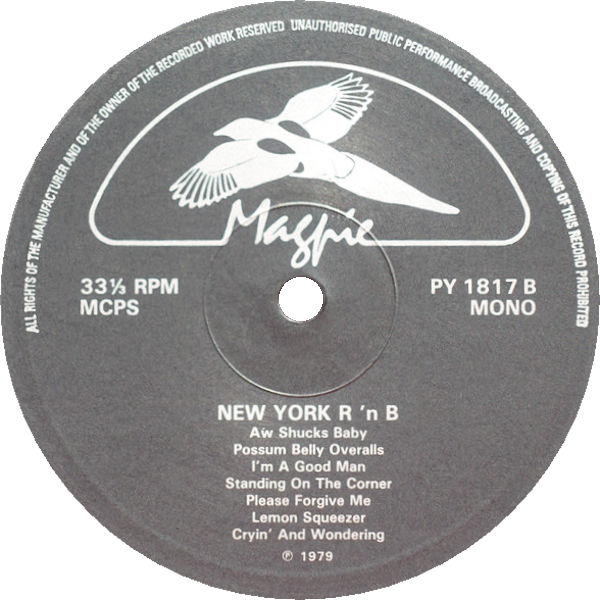 ALL RIGHTS OF THE MANUFACTURER AND OF THE OWNER OF THE RECORDED WORK RESERVED UNAUTHORISED PUBLIC PERFORMANCE BROADCASTING AND COPYING OF THIS RECORD PROHIBITED
Magpie
33⅓ RPM
MCPS
PY 1817 B
MONO
NEW YORK R 'n B
Aw Shucks Baby
Possum Belly Overalls
I'm A Good Man
Standing On The Corner
Please Forgive Me
Lemon Squeezer
Cryin' And Wondering
℗ 1979